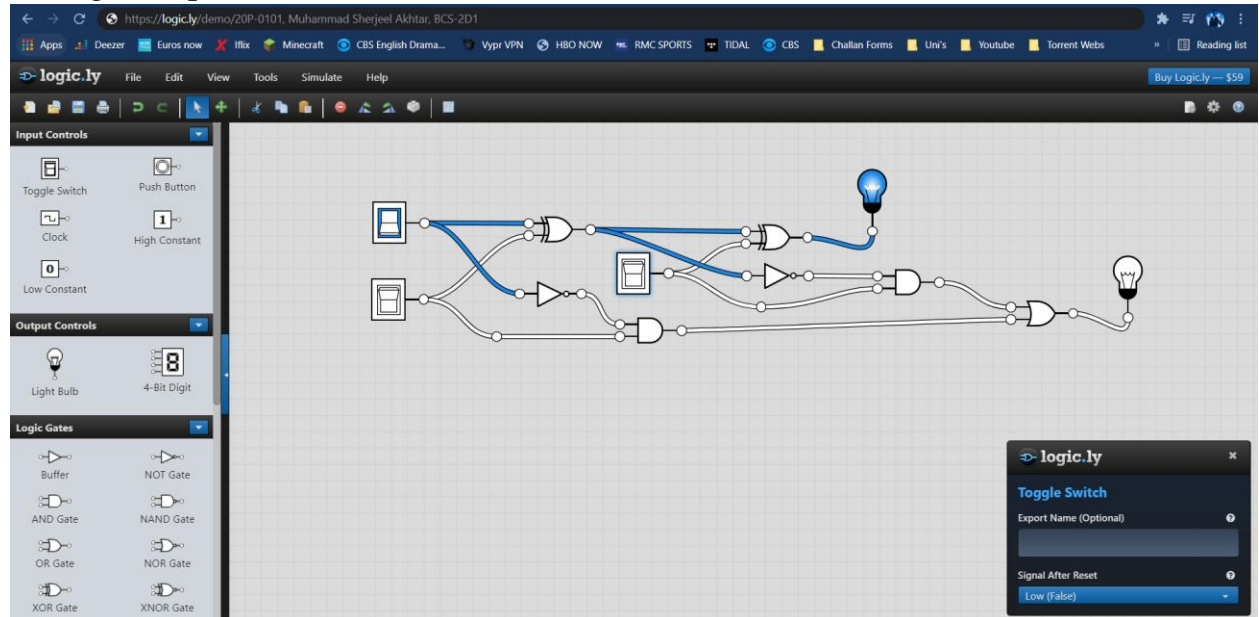 https://logic.ly/demo/20P-0101, Muhammad Sherjeel Akhtar, BCS-2D1
Apps Deezer Euros now Iflix Minecraft CBS English Drama... Vypr VPN HBO NOW RMC SPORTS TIDAL CBS Challan Forms Uni's Youtube Torrent Webs » Reading list
logic.ly File Edit View Tools Simulate Help Buy Logic.ly — $59
Input Controls
Toggle Switch Push Button
Clock High Constant
Low Constant
Output Controls
Light Bulb 4-Bit Digit
Logic Gates
Buffer NOT Gate
AND Gate NAND Gate
OR Gate NOR Gate
XOR Gate XNOR Gate
logic.ly
Toggle Switch
Export Name (Optional)
Signal After Reset
Low (False)